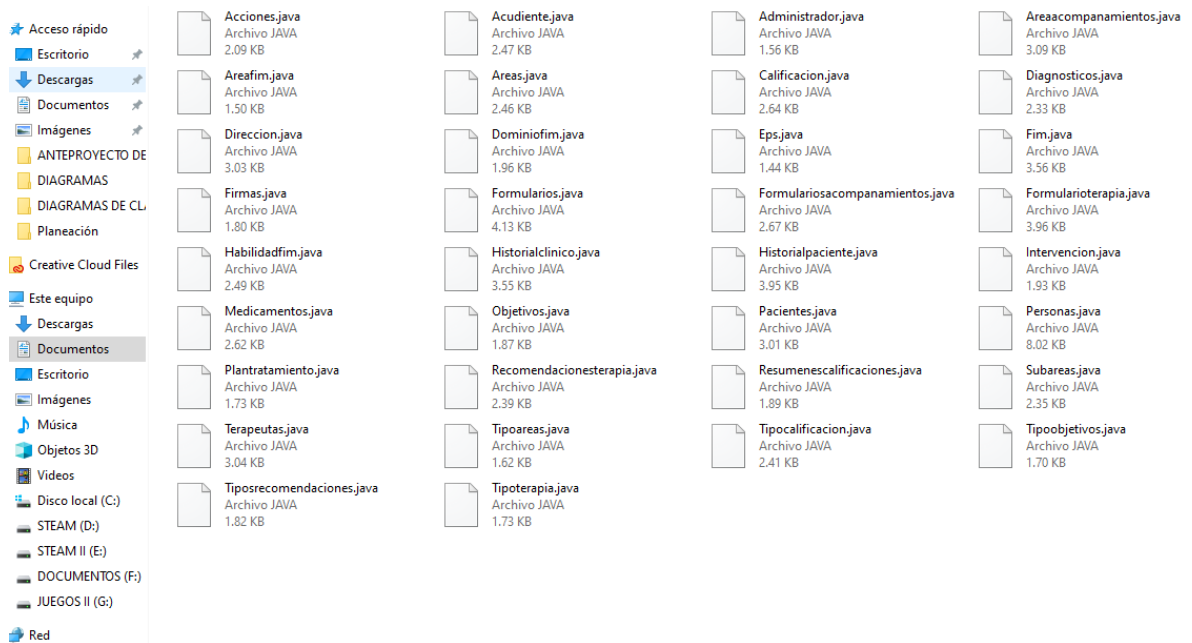 Acceso rápido
Escritorio
Descargas
Documentos
Imágenes
ANTEPROYECTO DE
DIAGRAMAS
DIAGRAMAS DE CL
Planeación
Creative Cloud Files
Este equipo
Descargas
Documentos
Escritorio
Imágenes
Música
Objetos 3D
Videos
Disco local (C:)
STEAM (D:)
STEAM II (E:)
DOCUMENTOS (F:)
JUEGOS II (G:)
Red
Acciones.java
Archivo JAVA
2.09 KB
Acudiente.java
Archivo JAVA
2.47 KB
Administrador.java
Archivo JAVA
1.56 KB
Areaacompanamientos.java
Archivo JAVA
3.09 KB
Areafim.java
Archivo JAVA
1.50 KB
Areas.java
Archivo JAVA
2.46 KB
Calificacion.java
Archivo JAVA
2.64 KB
Diagnosticos.java
Archivo JAVA
2.33 KB
Direccion.java
Archivo JAVA
3.03 KB
Dominiofim.java
Archivo JAVA
1.96 KB
Eps.java
Archivo JAVA
1.44 KB
Fim.java
Archivo JAVA
3.56 KB
Firmas.java
Archivo JAVA
1.80 KB
Formularios.java
Archivo JAVA
4.13 KB
Formulariosacompanamientos.java
Archivo JAVA
2.67 KB
Formularioterapia.java
Archivo JAVA
3.96 KB
Habilidadfim.java
Archivo JAVA
2.49 KB
Historialclinico.java
Archivo JAVA
3.55 KB
Historialpaciente.java
Archivo JAVA
3.95 KB
Intervencion.java
Archivo JAVA
1.93 KB
Medicamentos.java
Archivo JAVA
2.62 KB
Objetivos.java
Archivo JAVA
1.87 KB
Pacientes.java
Archivo JAVA
3.01 KB
Personas.java
Archivo JAVA
8.02 KB
Plantratamiento.java
Archivo JAVA
1.73 KB
Recomendacionesterapia.java
Archivo JAVA
2.39 KB
Resumenescalificaciones.java
Archivo JAVA
1.89 KB
Subareas.java
Archivo JAVA
2.35 KB
Terapeutas.java
Archivo JAVA
3.04 KB
Tipoareas.java
Archivo JAVA
1.62 KB
Tipocalificacion.java
Archivo JAVA
2.41 KB
Tipoobjetivos.java
Archivo JAVA
1.70 KB
Tiposrecomendaciones.java
Archivo JAVA
1.82 KB
Tipoterapia.java
Archivo JAVA
1.73 KB